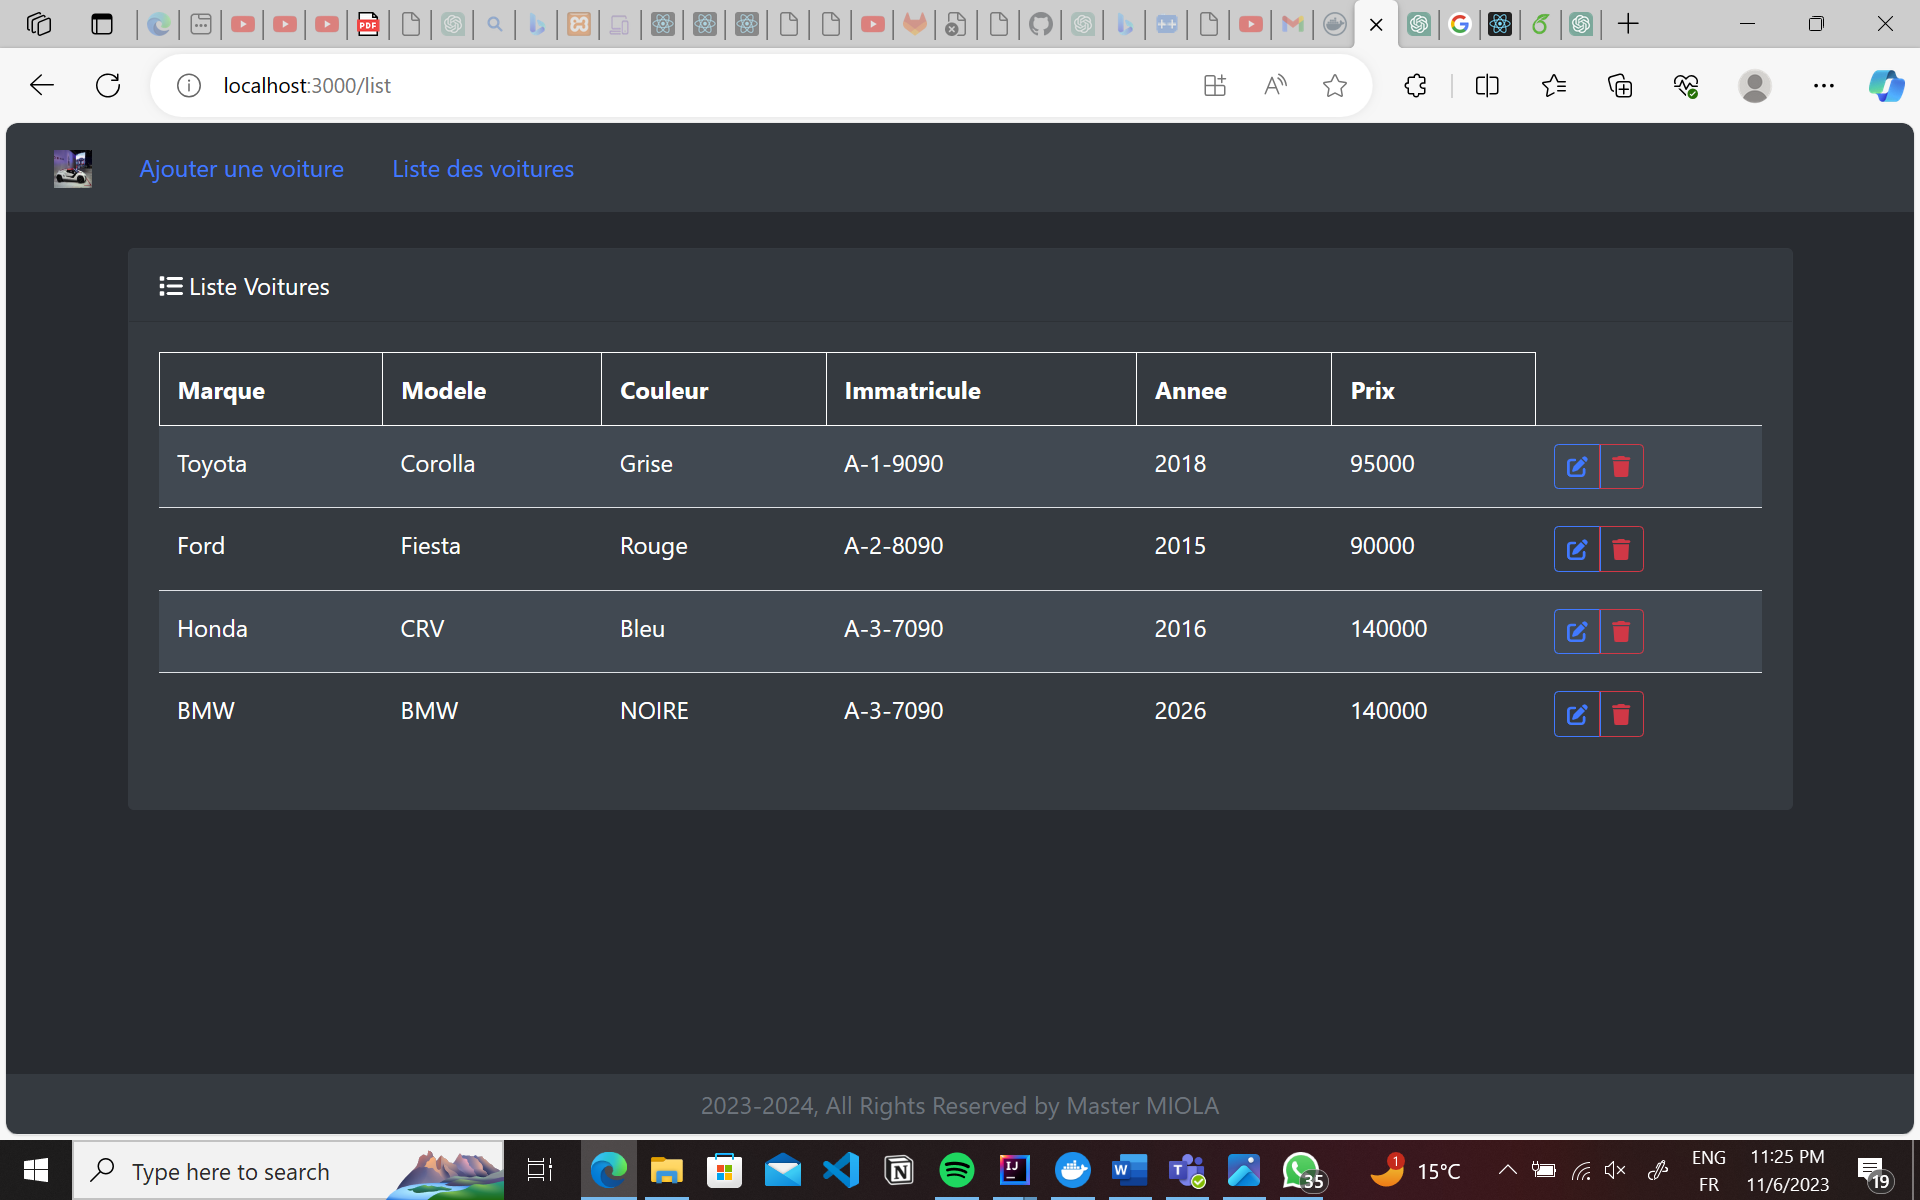 PDF
localhost:3000/list
Ajouter une voiture
Liste des voitures
Liste Voitures
Marque Modele Couleur Immatricule Annee Prix
Toyota Corolla Grise A-1-9090 2018 95000
Ford Fiesta Rouge A-2-8090 2015 90000
Honda CRV Bleu A-3-7090 2016 140000
BMW BMW NOIRE A-3-7090 2026 140000
2023-2024, All Rights Reserved by Master MIOLA
Type here to search
35
1
15°C
ENG
FR
11:25 PM
11/6/2023
19